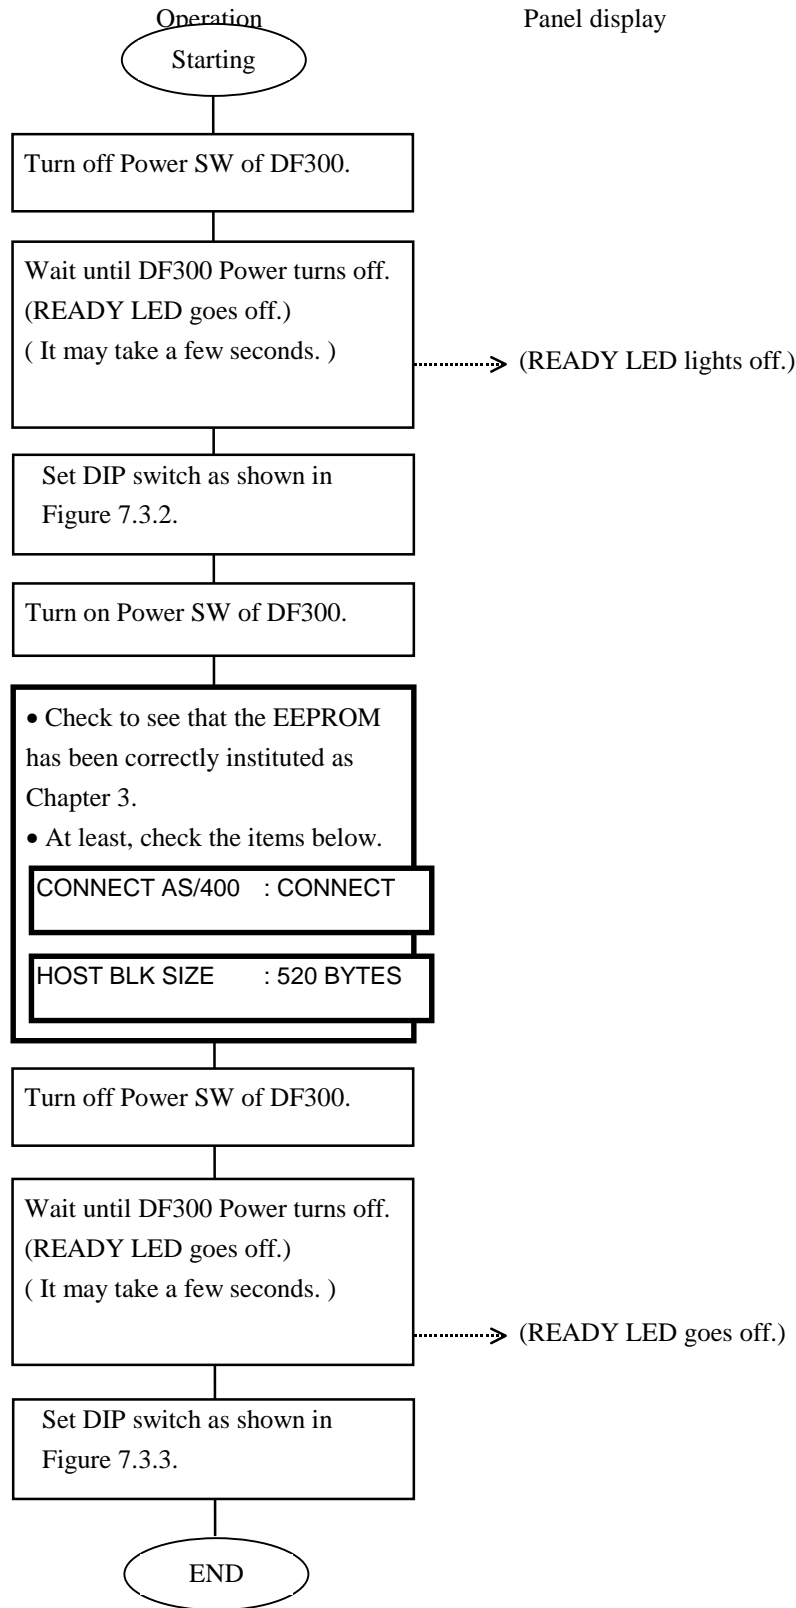 Operation Panel display
Starting
Turn off Power SW of DF300.
Wait until DF300 Power turns off.
(READY LED goes off.)
( It may take a few seconds. )
(READY LED lights off.)
Set DIP switch as shown in
Figure 7.3.2.
Turn on Power SW of DF300.
• Check to see that the EEPROM
has been correctly instituted as
Chapter 3.
• At least, check the items below.
CONNECT AS/400 : CONNECT
HOST BLK SIZE : 520 BYTES
Turn off Power SW of DF300.
Wait until DF300 Power turns off.
(READY LED goes off.)
( It may take a few seconds. )
(READY LED goes off.)
Set DIP switch as shown in
Figure 7.3.3.
END